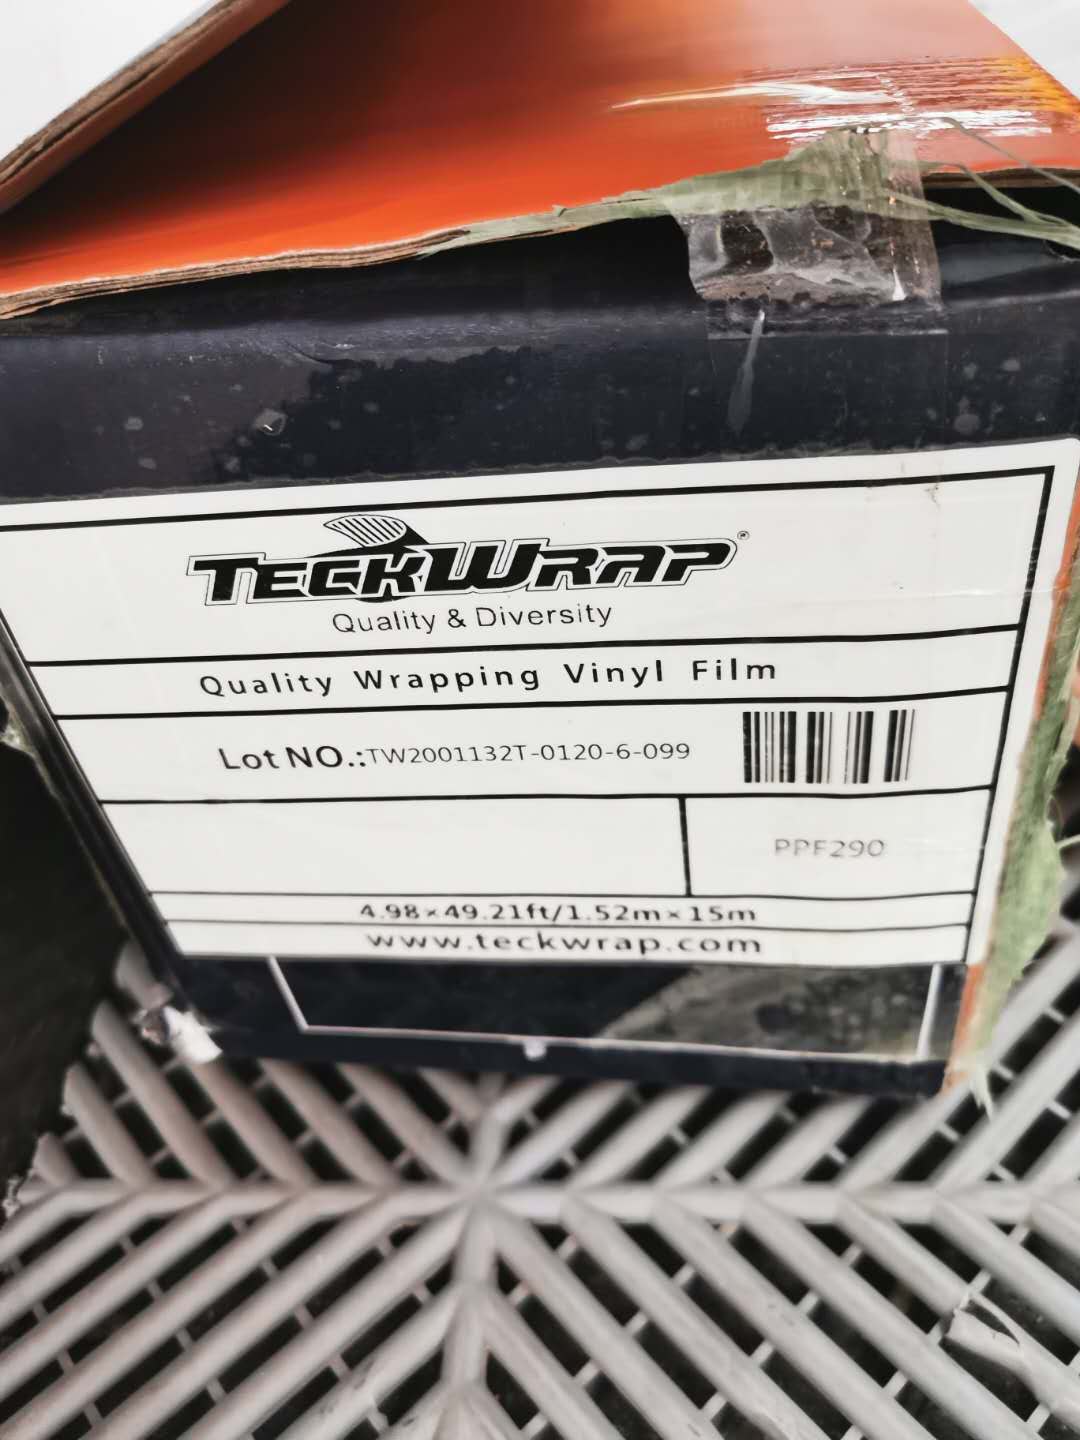 TECKWRAP®
Quality & Diversity
Quality Wrapping Vinyl Film
Lot NO.:TW2001132T-0120-6-099
PPF290
4.98×49.21ft/1.52m×15m
www.teckwrap.com